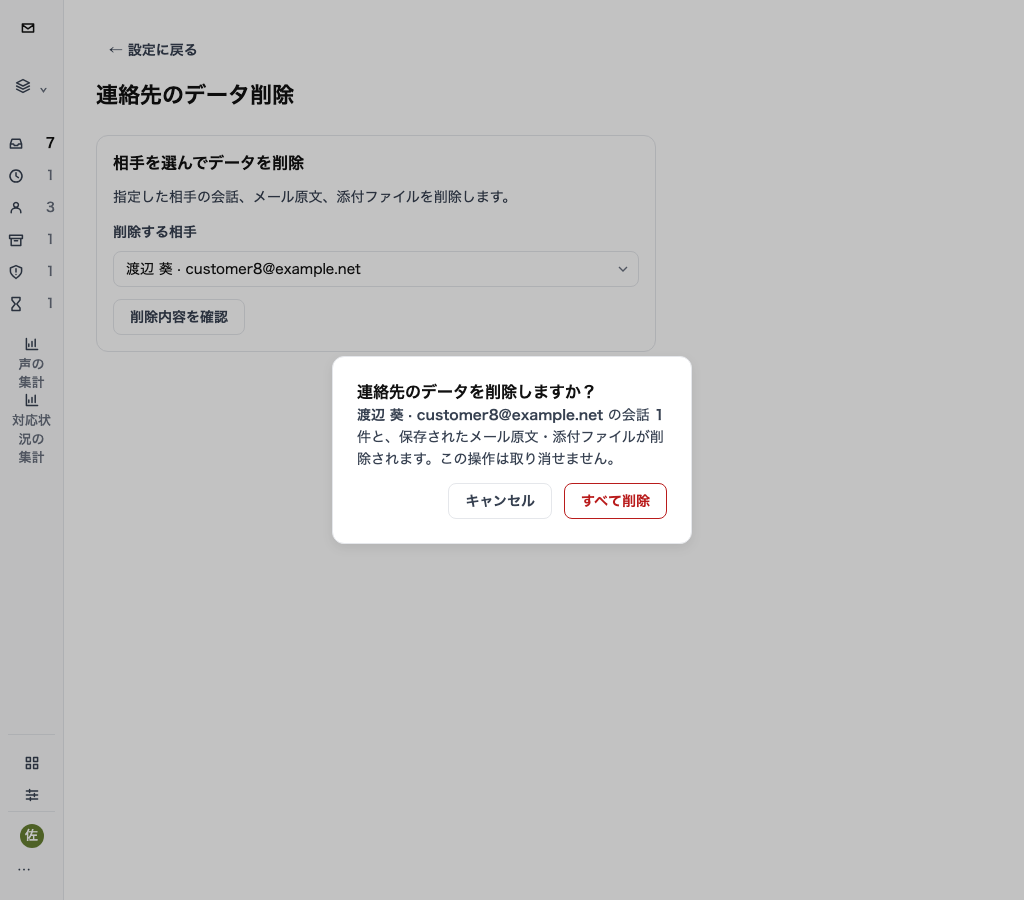 ← 設定に戻る
連絡先のデータ削除
7
1
3
1
1
1
声の
集計
対応状
況の
集計
佐
…
相手を選んでデータを削除
指定した相手の会話、メール原文、添付ファイルを削除します。
削除する相手
渡辺 葵 · customer8@example.net
削除内容を確認
連絡先のデータを削除しますか？
渡辺 葵 · customer8@example.net の会話 1
件と、保存されたメール原文・添付ファイルが削
除されます。この操作は取り消せません。
キャンセル
すべて削除